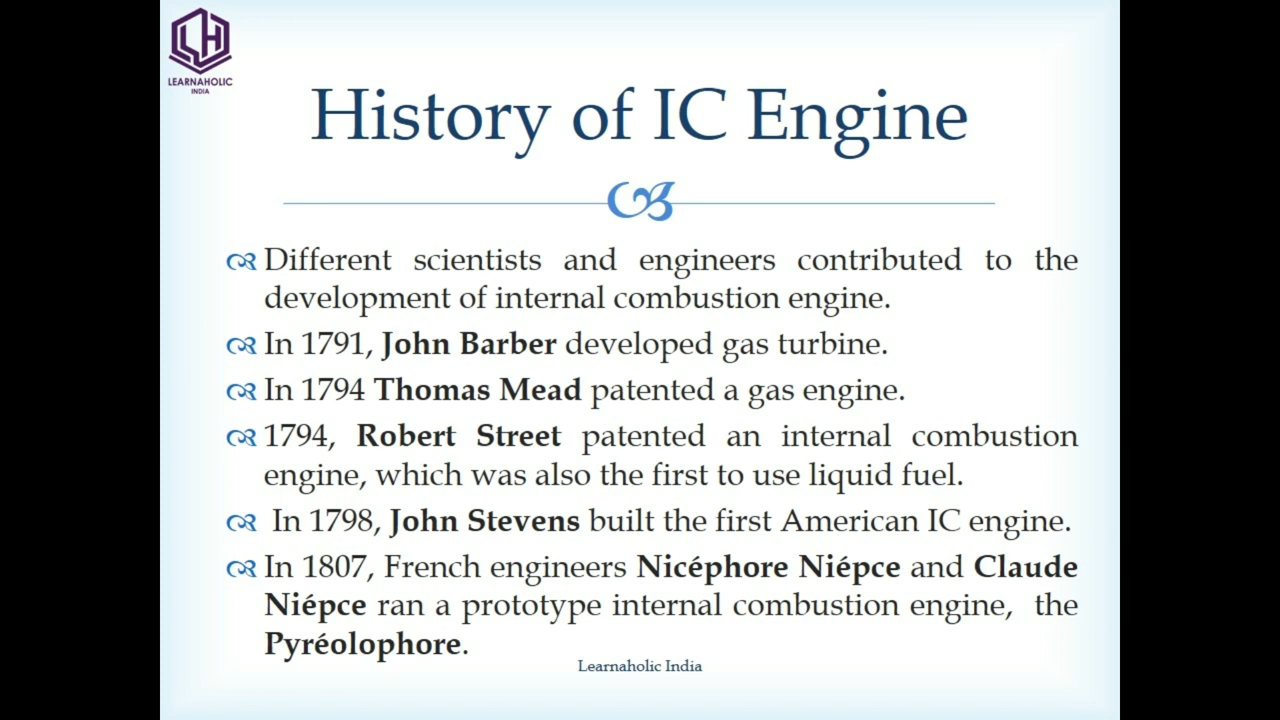 LH
LEARNAHOLIC
INDIA
History of IC Engine
Different scientists and engineers contributed to the
development of internal combustion engine.
In 1791, John Barber developed gas turbine.
In 1794 Thomas Mead patented a gas engine.
1794, Robert Street patented an internal combustion
engine, which was also the first to use liquid fuel.
In 1798, John Stevens built the first American IC engine.
In 1807, French engineers Nicéphore Niépce and Claude
Niépce ran a prototype internal combustion engine, the
Pyréolophore.
Learnaholic India